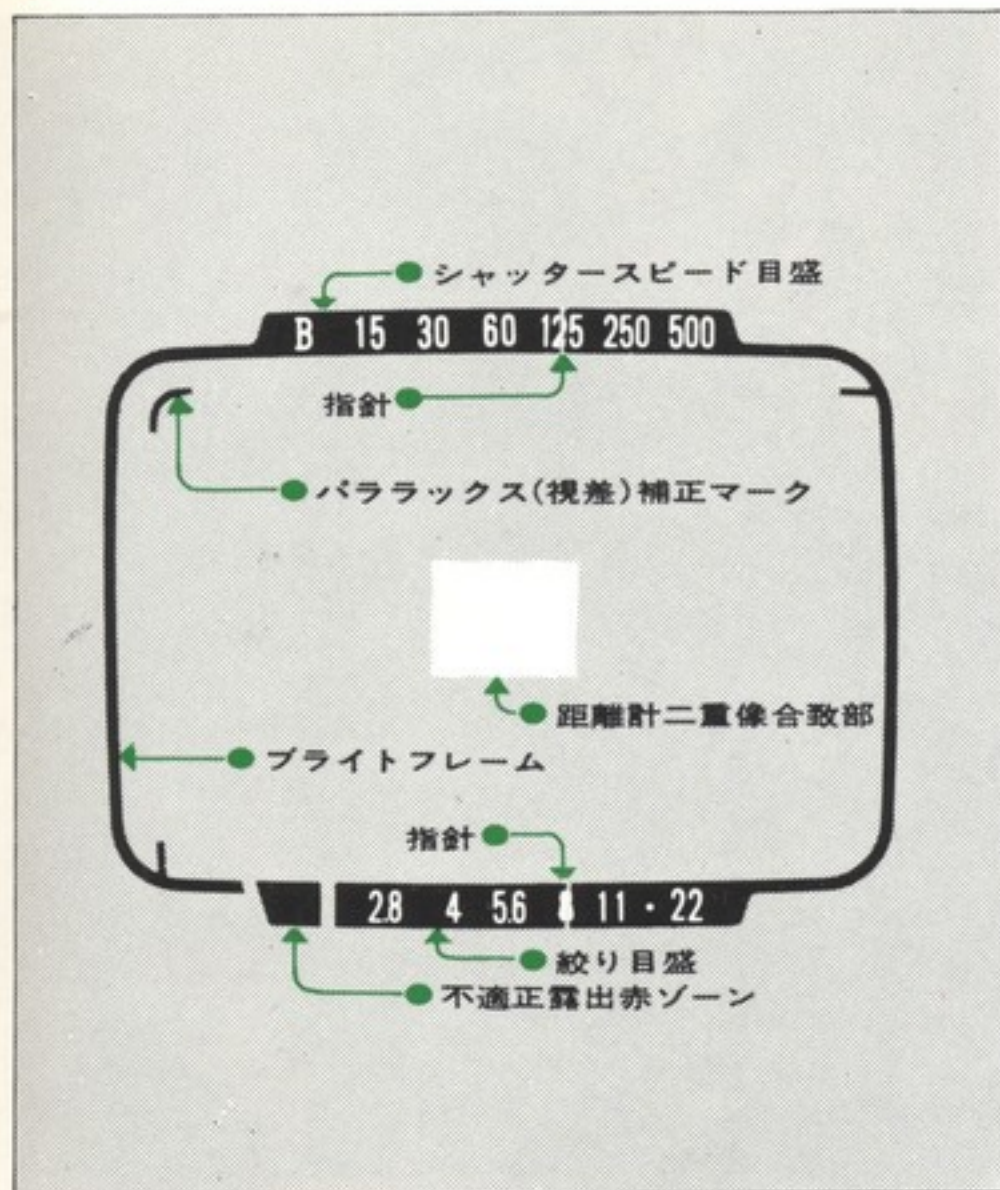 シャッタースピード目盛
B 15 30 60 125 250 500
指針
パララックス(視差)補正マーク
距離計二重像合致部
ブライトフレーム
指針
2.8 4 5.6 8 11 · 22
絞り目盛
不適正露出赤ゾーン